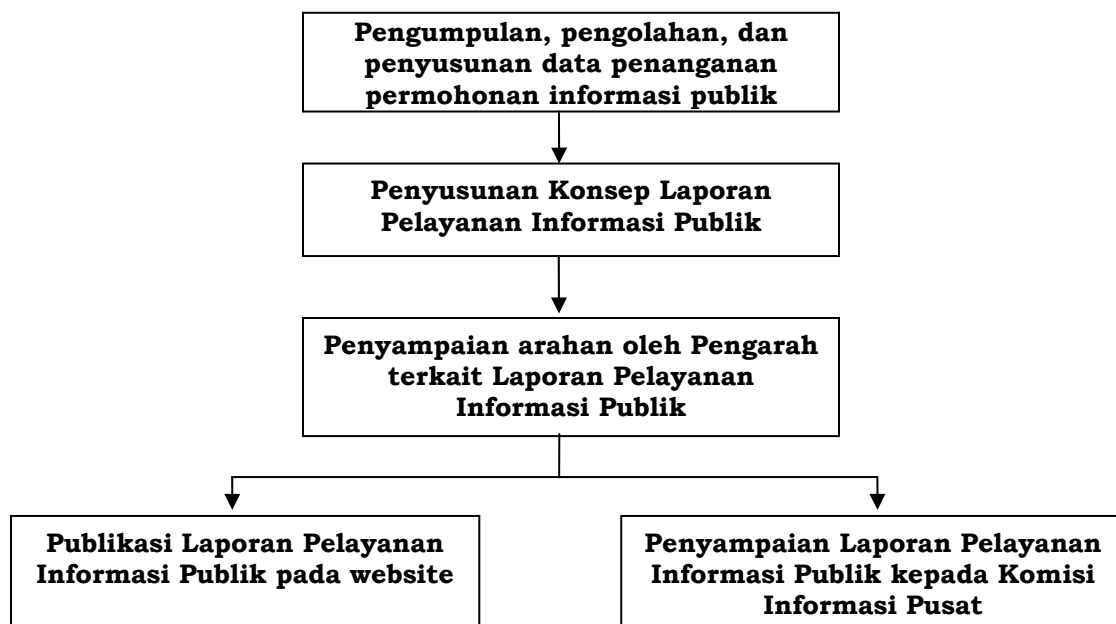 Pengumpulan, pengolahan, dan
penyusunan data penanganan
permohonan informasi publik
Penyusunan Konsep Laporan
Pelayanan Informasi Publik
Penyampaian arahan oleh Pengarah
terkait Laporan Pelayanan
Informasi Publik
Publikasi Laporan Pelayanan
Informasi Publik pada website
Penyampaian Laporan Pelayanan
Informasi Publik kepada Komisi
Informasi Pusat